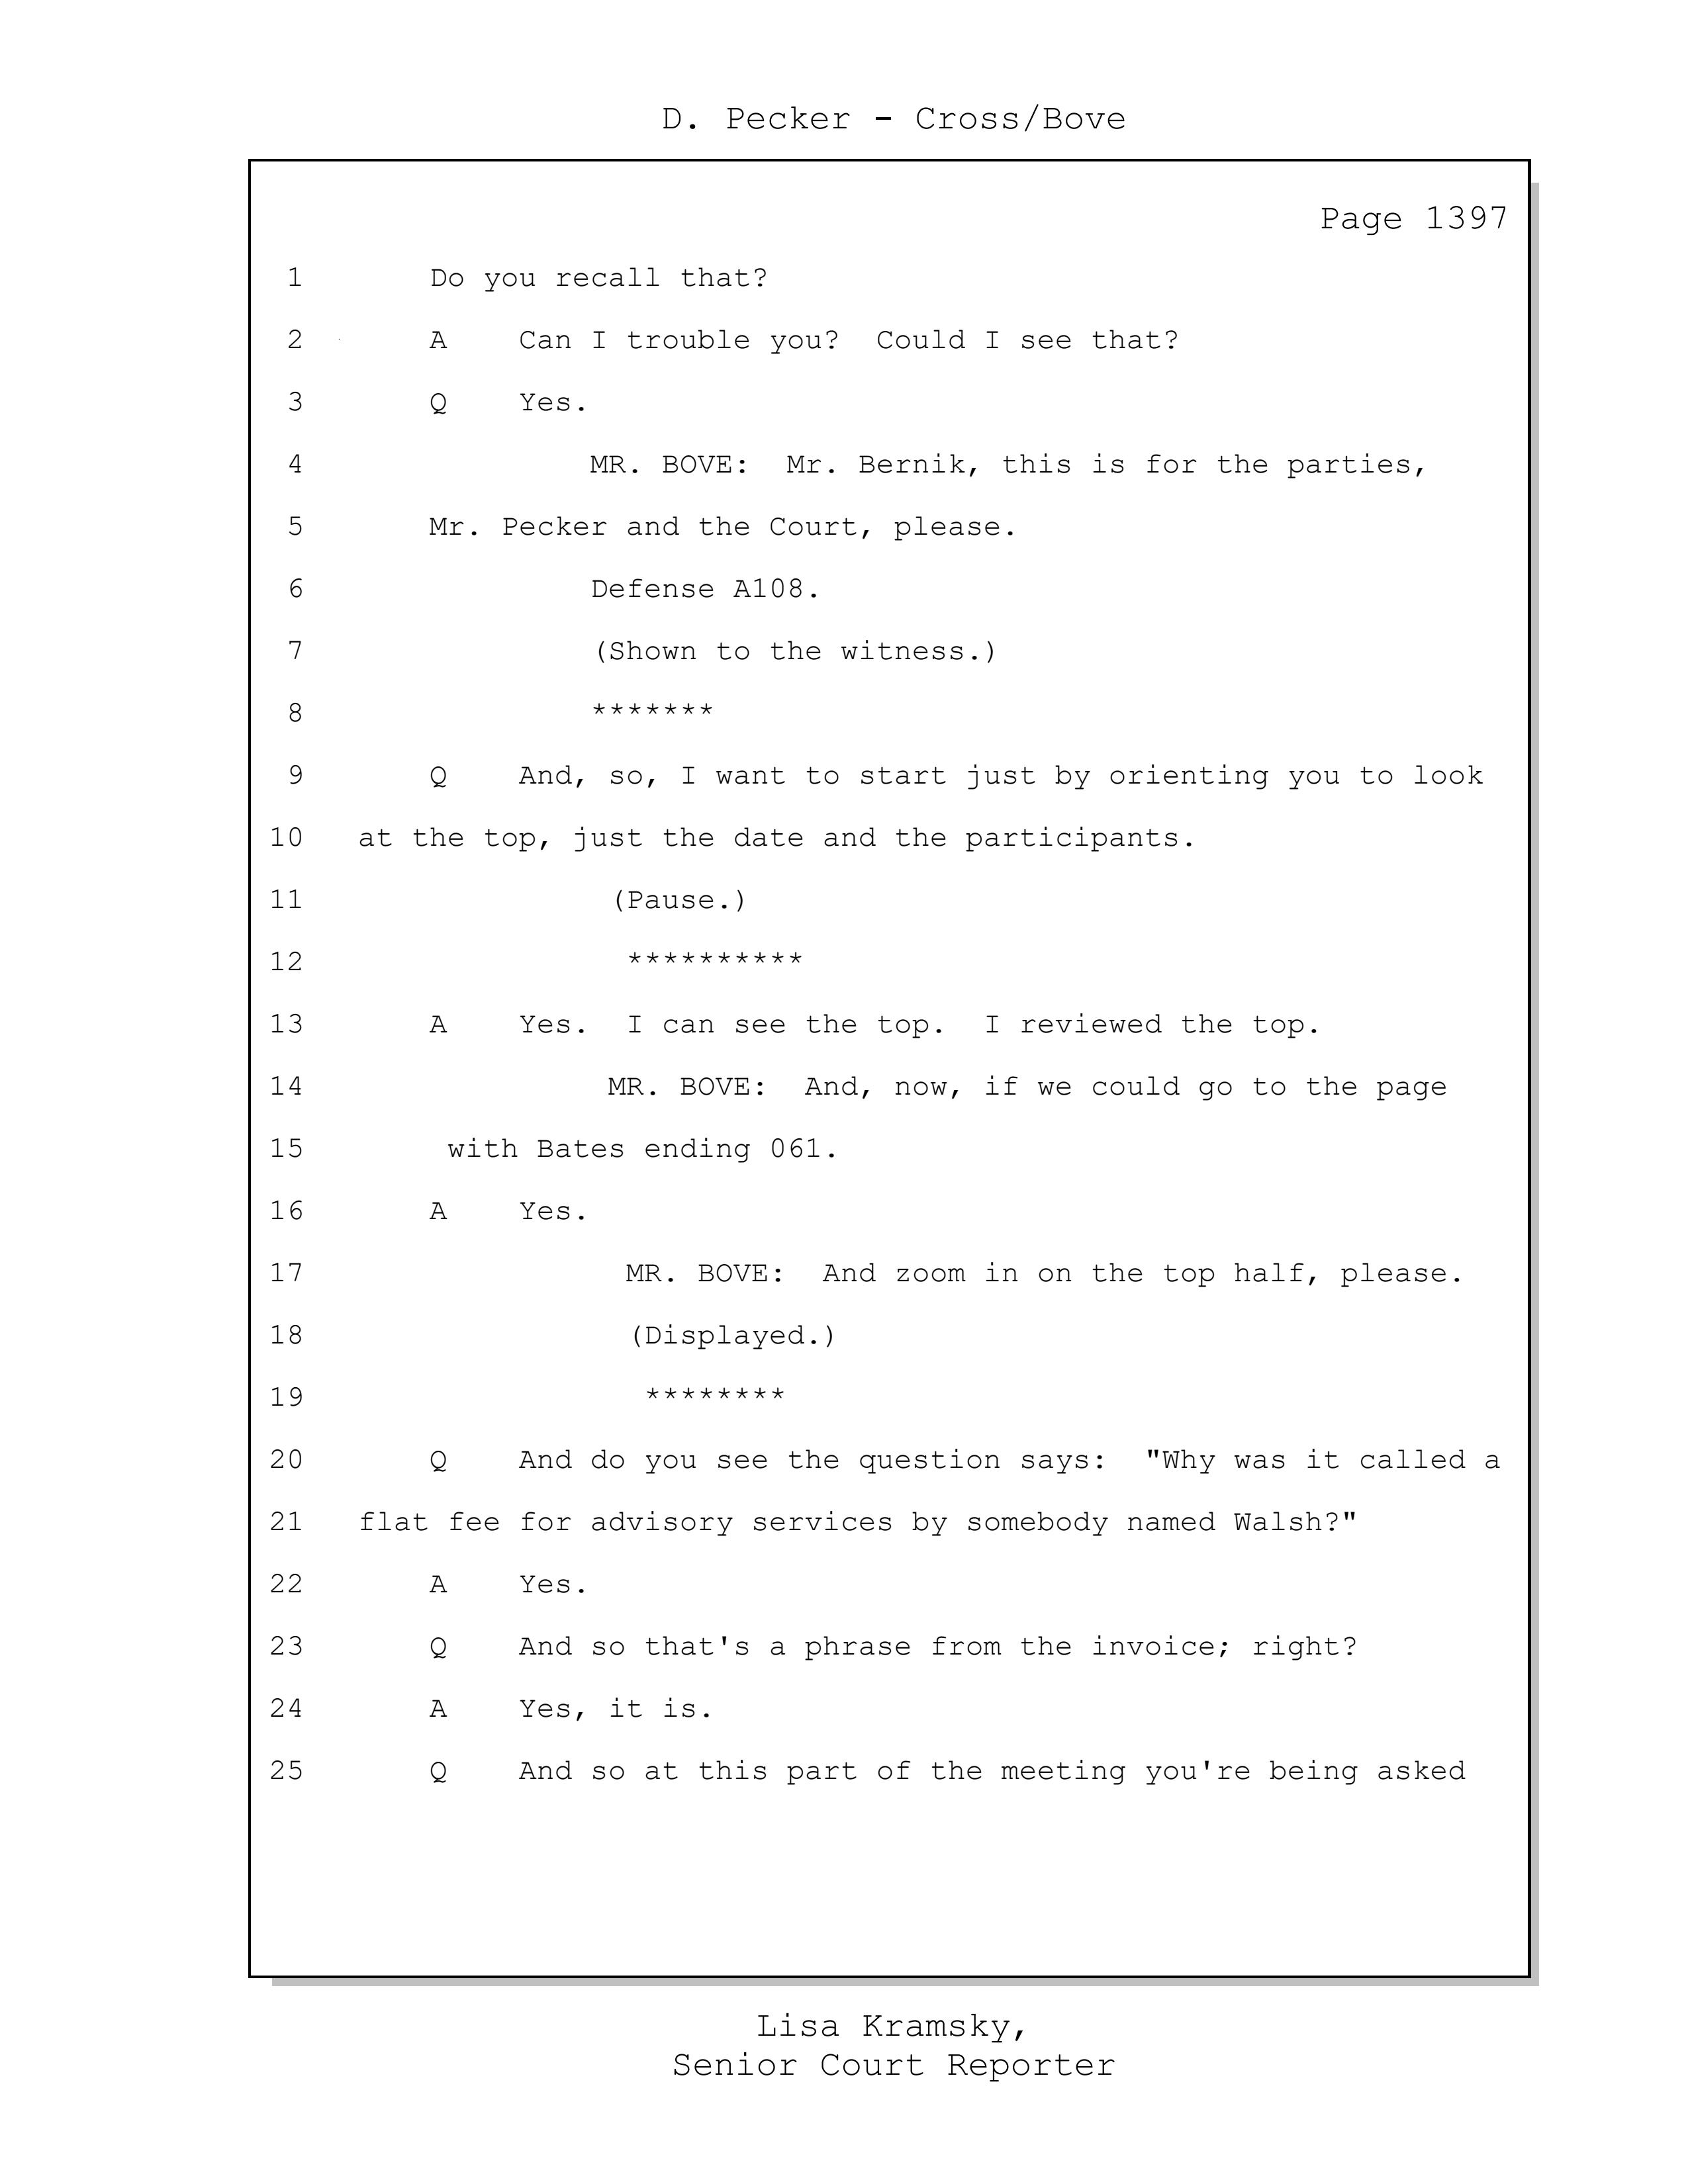 D. Pecker - Cross/Bove
Page 1397
1 Do you recall that?
2 A Can I trouble you? Could I see that?
3 Q Yes.
4 MR. BOVE: Mr. Bernik, this is for the parties,
5 Mr. Pecker and the Court, please.
6 Defense A108.
7 (Shown to the witness.)
8 *******
9 Q And, so, I want to start just by orienting you to look
10 at the top, just the date and the participants.
11 (Pause.)
12 **********
13 A Yes. I can see the top. I reviewed the top.
14 MR. BOVE: And, now, if we could go to the page
15 with Bates ending 061.
16 A Yes.
17 MR. BOVE: And zoom in on the top half, please.
18 (Displayed.)
19 ********
20 Q And do you see the question says: "Why was it called a
21 flat fee for advisory services by somebody named Walsh?"
22 A Yes.
23 Q And so that's a phrase from the invoice; right?
24 A Yes, it is.
25 Q And so at this part of the meeting you're being asked
Lisa Kramsky,
Senior Court Reporter